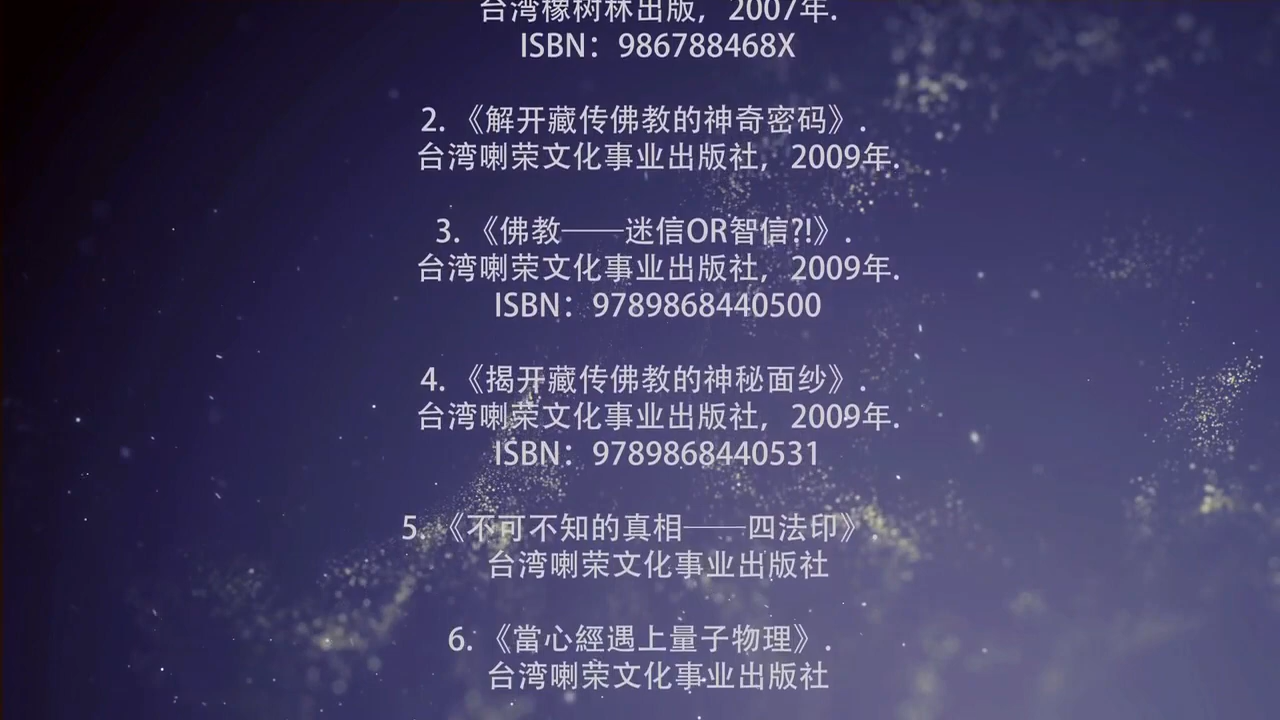 台湾橡树林出版，2007年.
ISBN：986788468X
2.《解开藏传佛教的神奇密码》.
台湾喇荣文化事业出版社，2009年.
3.《佛教——迷信OR智信?!》.
台湾喇荣文化事业出版社，2009年.
ISBN：9789868440500
4.《揭开藏传佛教的神秘面纱》.
台湾喇荣文化事业出版社，2009年.
ISBN：9789868440531
5.《不可不知的真相——四法印》.
台湾喇荣文化事业出版社
6.《當心經遇上量子物理》.
台湾喇荣文化事业出版社